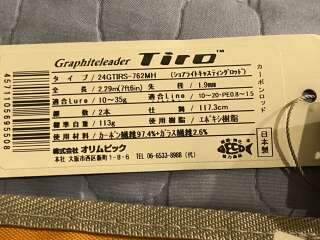 Graphiteleader Tiro™
タイプ 24GTIRS-762MH (ショアライトキャスティングロッド)
全長 2.29m(7ft6in) 先径 1.9mm
適合Lure 10~35g 適合Line 10~20・PE0.8~1.5
継数 2本 仕舞 117.3cm
標準自重 113g 使用樹脂 エポキシ樹脂
使用材料 カーボン繊維97.4%+ガラス繊維2.6%
株式会社 オリムピック
本社 大阪市西区新町1-8-6 TEL 06-6533-8988(代)
カーボンロッド
日本製
4571105695508